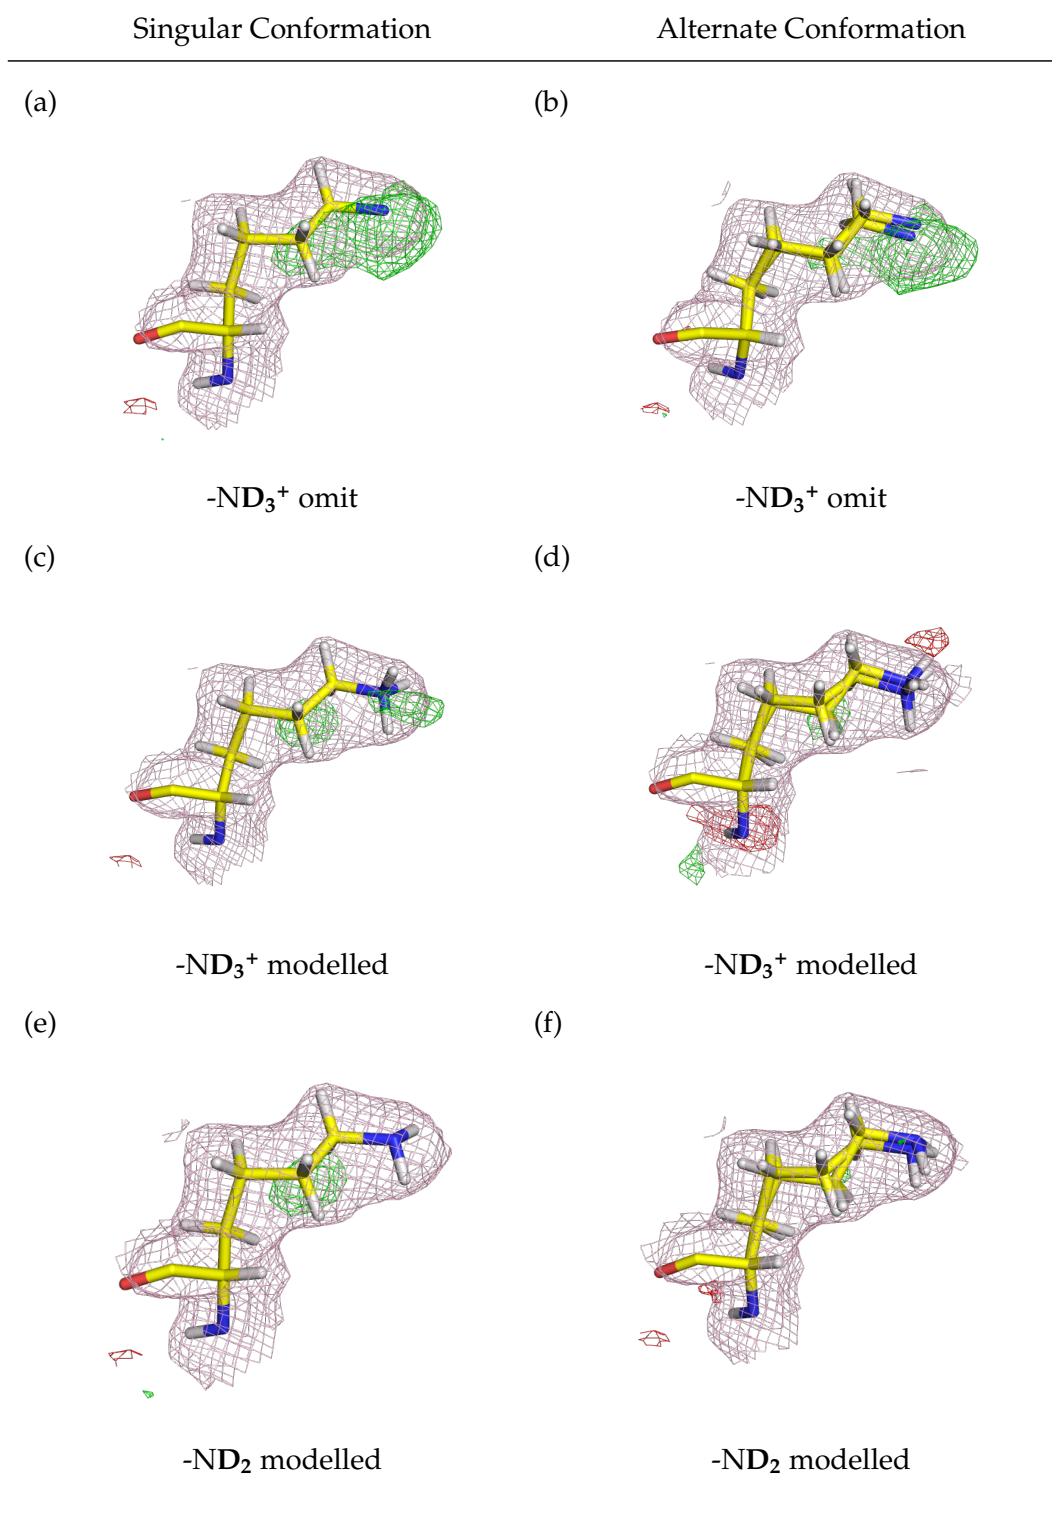 Singular Conformation Alternate Conformation
(a) (b)
-ND₃⁺ omit -ND₃⁺ omit
(c) (d)
-ND₃⁺ modelled -ND₃⁺ modelled
(e) (f)
-ND₂ modelled -ND₂ modelled